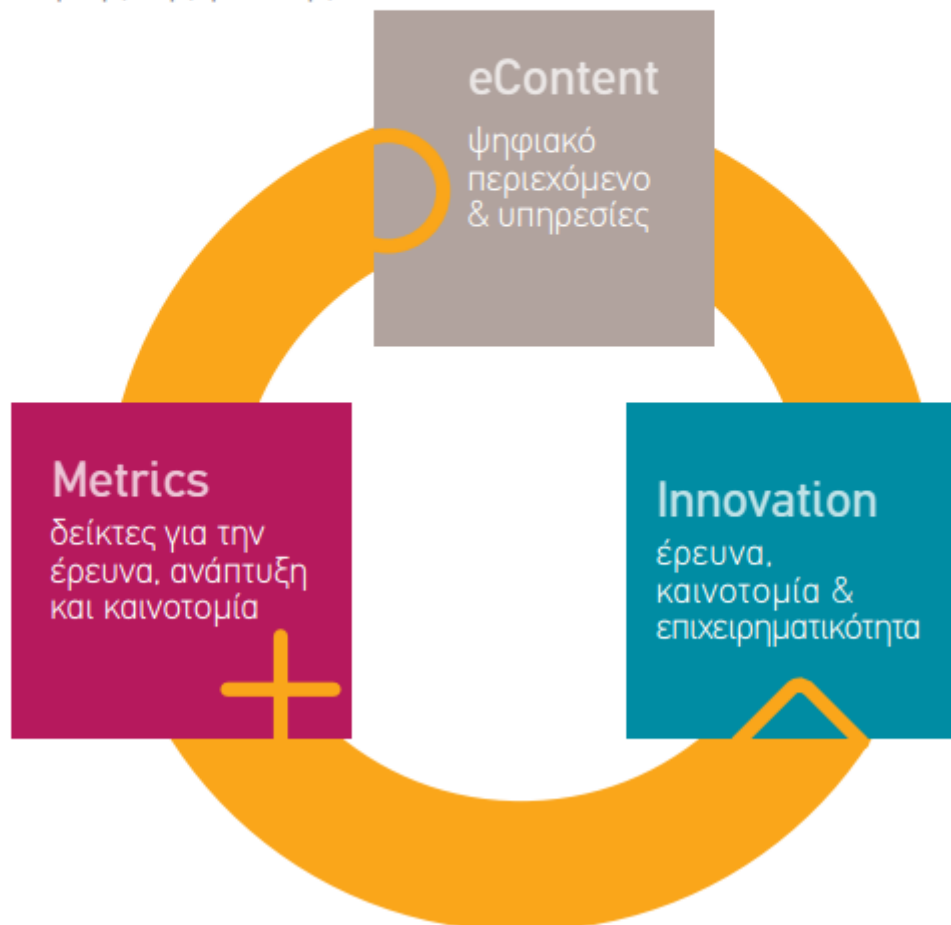 eContent
ψηφιακό
περιεχόμενο
& υπηρεσίες
Metrics
δείκτες για την
έρευνα, ανάπτυξη
και καινοτομία
Innovation
έρευνα,
καινοτομία &
επιχειρηματικότητα